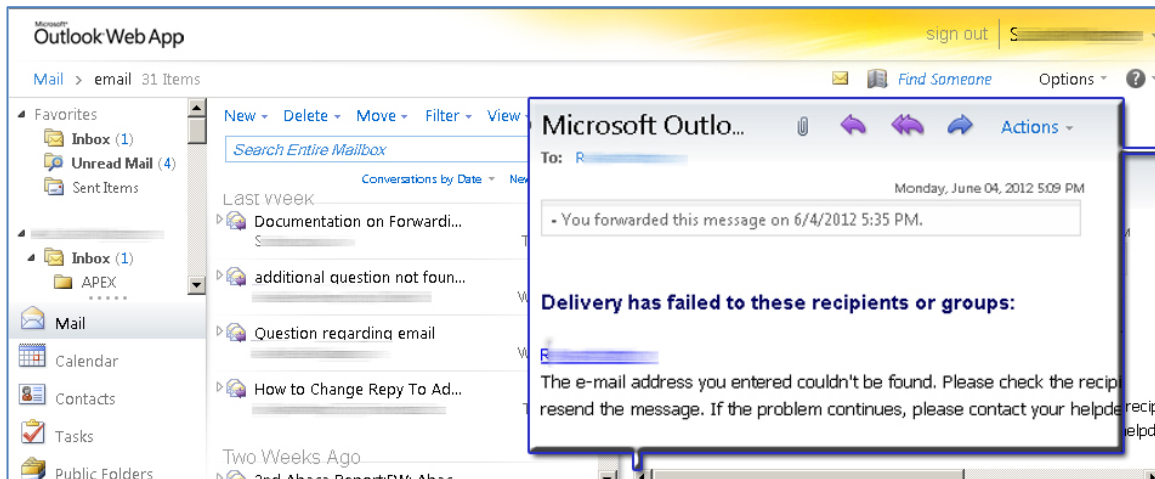 Microsoft®
Outlook Web App
sign out S
Mail > email 31 Items
Find Someone Options
Favorites
Inbox (1)
Unread Mail (4)
Sent Items
Inbox (1)
APEX
Mail
Calendar
Contacts
Tasks
Public Folders
New Delete Move Filter View
Search Entire Mailbox
Conversations by Date
Last Week
Documentation on Forwardi...
S
additional question not foun...
Question regarding email
How to Change Repy To Ad...
Two Weeks Ago
Microsoft Outlo...
Actions
To: R
Monday, June 04, 2012 5:09 PM
- You forwarded this message on 6/4/2012 5:35 PM.
Delivery has failed to these recipients or groups:
R
The e-mail address you entered couldn't be found. Please check the recipi
resend the message. If the problem continues, please contact your helpde